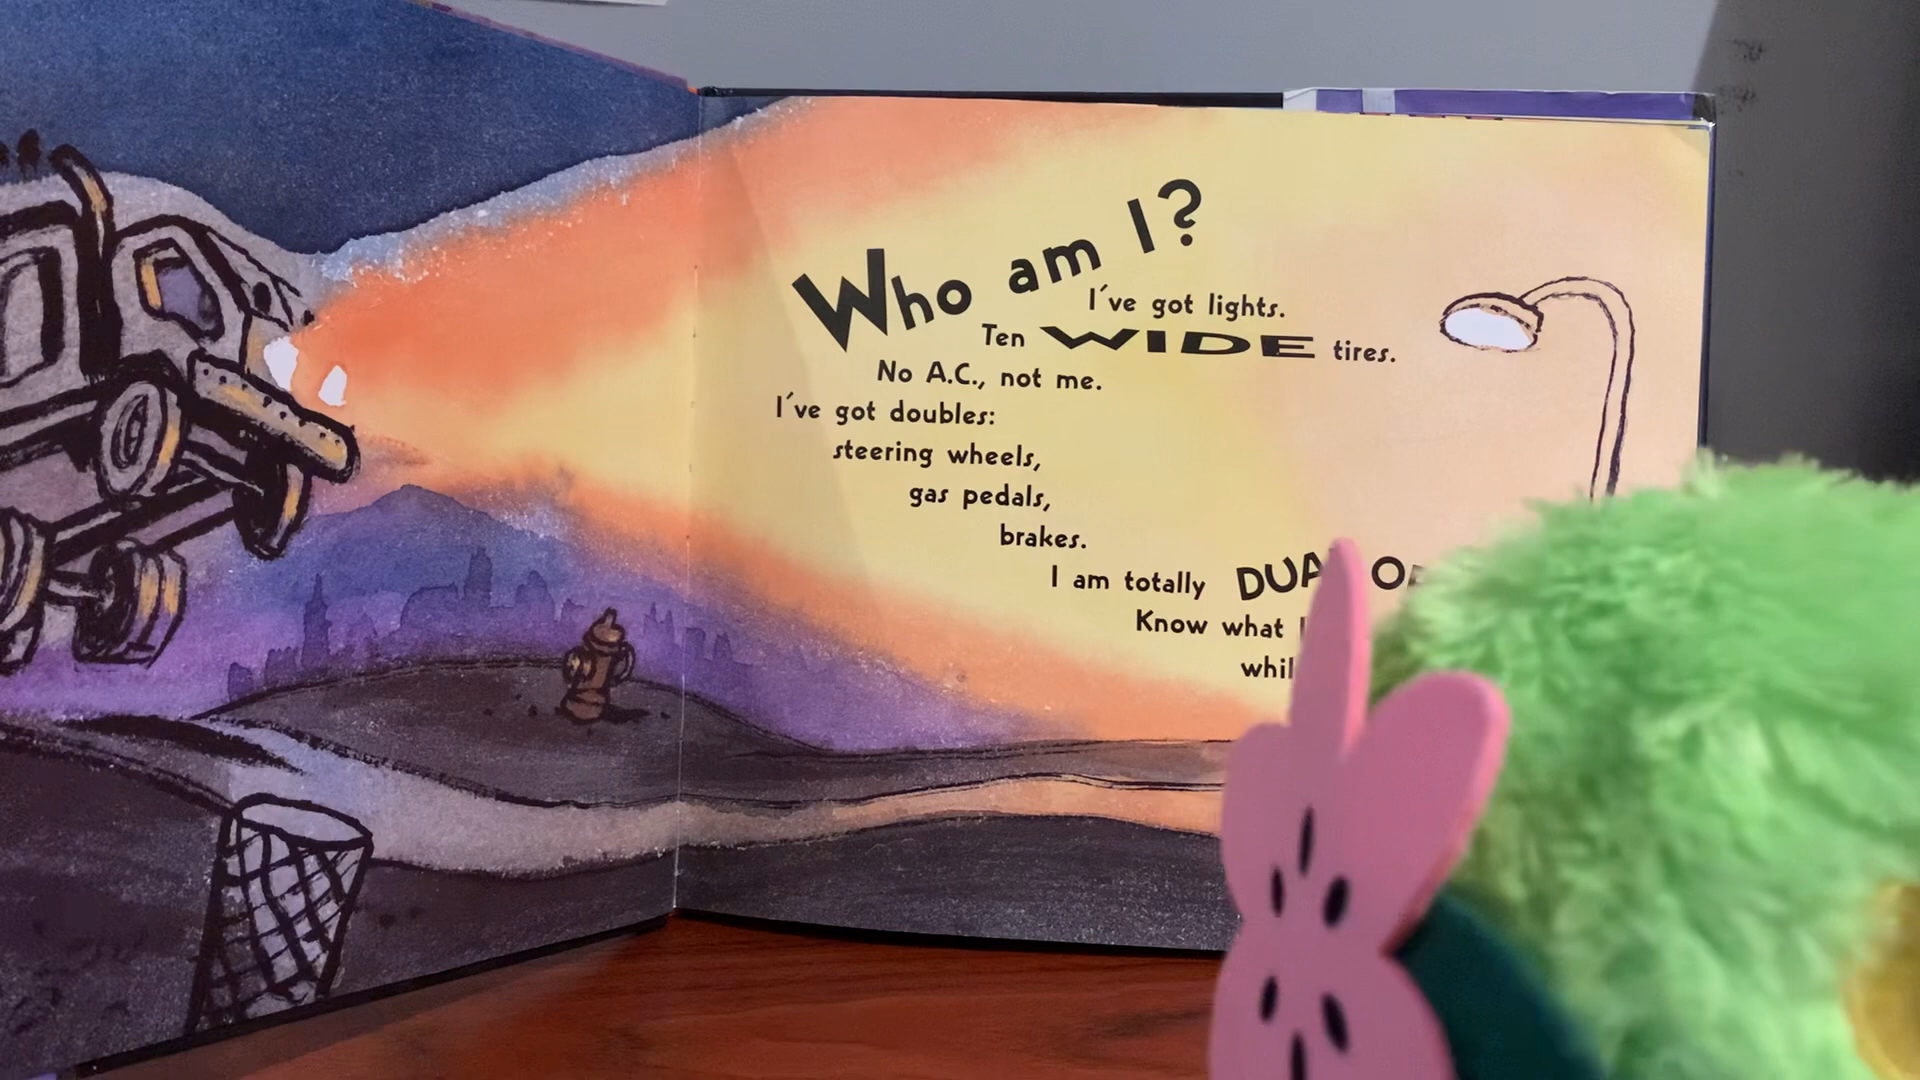 Who am I?
I've got lights.
Ten WIDE tires.
No A.C., not me.
I've got doubles:
steering wheels,
gas pedals,
brakes.
I am totally
Know what